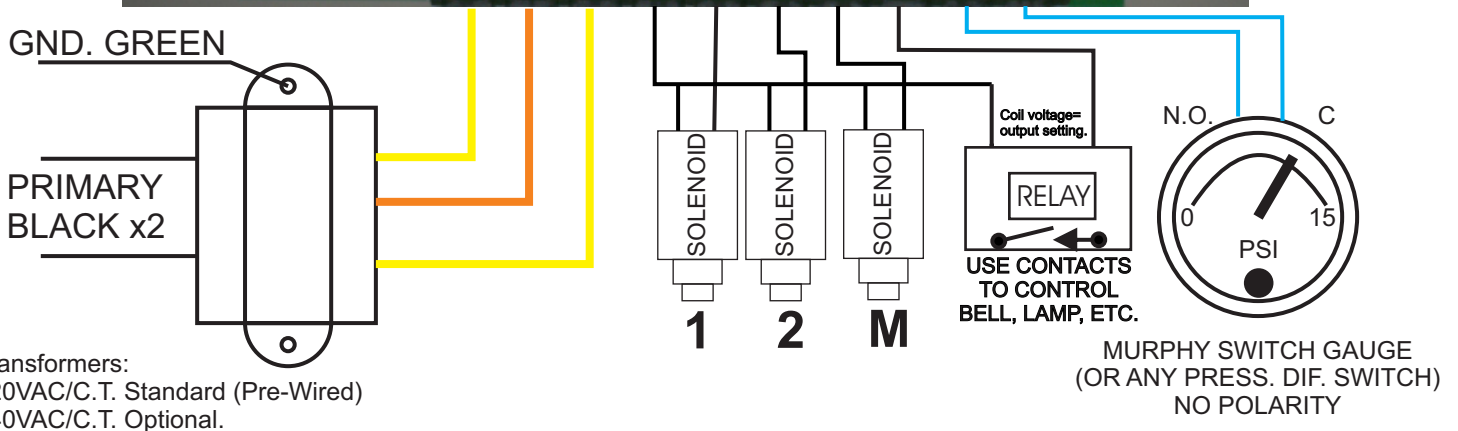 GND. GREEN
PRIMARY
BLACK x2
ansformers:
20VAC/C.T. Standard (Pre-Wired)
40VAC/C.T. Optional.
SOLENOID
1
SOLENOID
2
SOLENOID
M
Coil voltage=
output setting.
RELAY
USE CONTACTS
TO CONTROL
BELL, LAMP, ETC.
N.O.
C
0
15
PSI
MURPHY SWITCH GAUGE
(OR ANY PRESS. DIF. SWITCH)
NO POLARITY